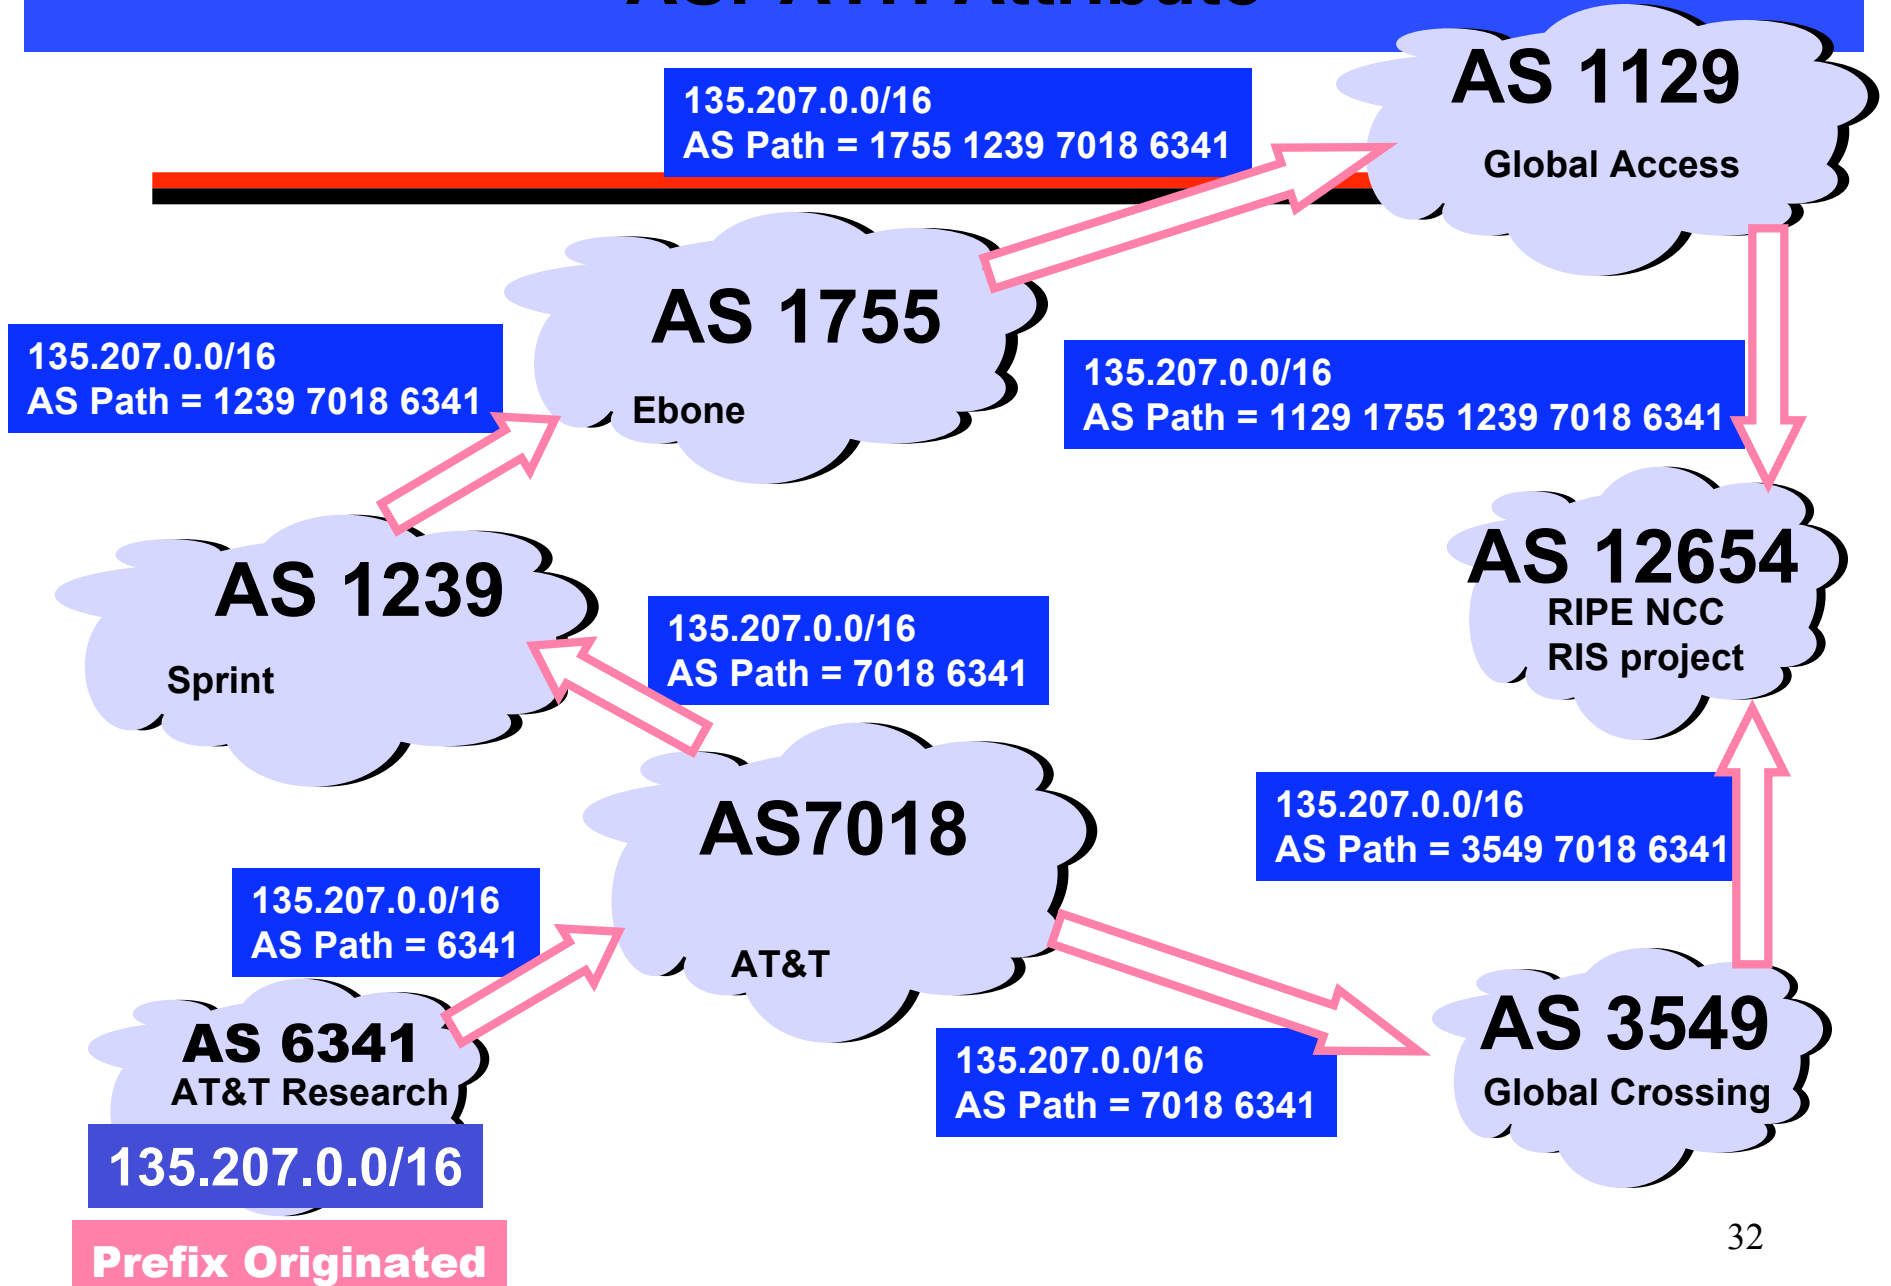 ASPATH Attribute
AS 1129
Global Access
135.207.0.0/16
AS Path = 1755 1239 7018 6341
AS 1755
Ebone
135.207.0.0/16
AS Path = 1239 7018 6341
135.207.0.0/16
AS Path = 1129 1755 1239 7018 6341
AS 12654
RIPE NCC
RIS project
AS 1239
Sprint
135.207.0.0/16
AS Path = 7018 6341
AS7018
AT&T
135.207.0.0/16
AS Path = 3549 7018 6341
135.207.0.0/16
AS Path = 6341
AS 6341
AT&T Research
135.207.0.0/16
Prefix Originated
135.207.0.0/16
AS Path = 7018 6341
AS 3549
Global Crossing
32